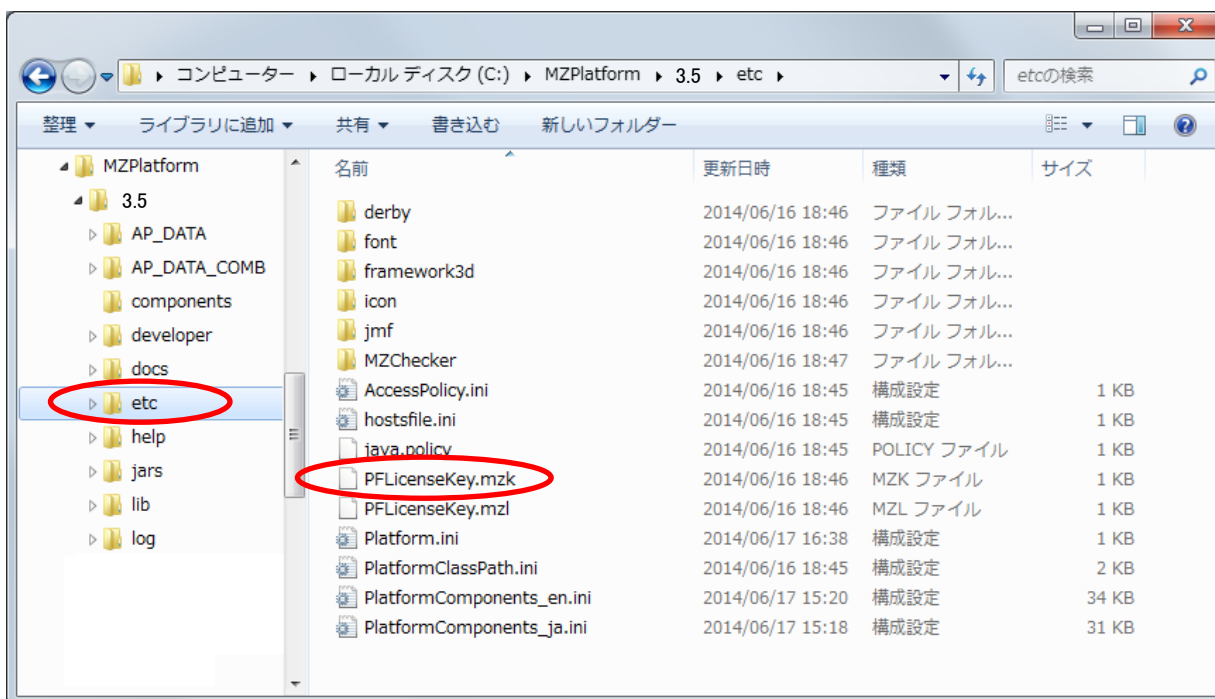 コンピューター ▸ ローカル ディスク (C:) ▸ MZPlatform ▸ 3.5 ▸ etc ▸
etcの検索
整理 ライブラリに追加 共有 書き込む 新しいフォルダー
MZPlatform
3.5
AP_DATA
AP_DATA_COMB
components
developer
docs
etc
help
jars
lib
log
名前 更新日時 種類 サイズ
derby 2014/06/16 18:46 ファイル フォル...
font 2014/06/16 18:46 ファイル フォル...
framework3d 2014/06/16 18:46 ファイル フォル...
icon 2014/06/16 18:46 ファイル フォル...
jmf 2014/06/16 18:46 ファイル フォル...
MZChecker 2014/06/16 18:47 ファイル フォル...
AccessPolicy.ini 2014/06/16 18:45 構成設定 1 KB
hostsfile.ini 2014/06/16 18:45 構成設定 1 KB
java.policy 2014/06/16 18:45 POLICY ファイル 1 KB
PFLicenseKey.mzk 2014/06/16 18:46 MZK ファイル 1 KB
PFLicenseKey.mzl 2014/06/16 18:46 MZL ファイル 1 KB
Platform.ini 2014/06/17 16:38 構成設定 1 KB
PlatformClassPath.ini 2014/06/16 18:45 構成設定 2 KB
PlatformComponents_en.ini 2014/06/17 15:20 構成設定 34 KB
PlatformComponents_ja.ini 2014/06/17 15:18 構成設定 31 KB